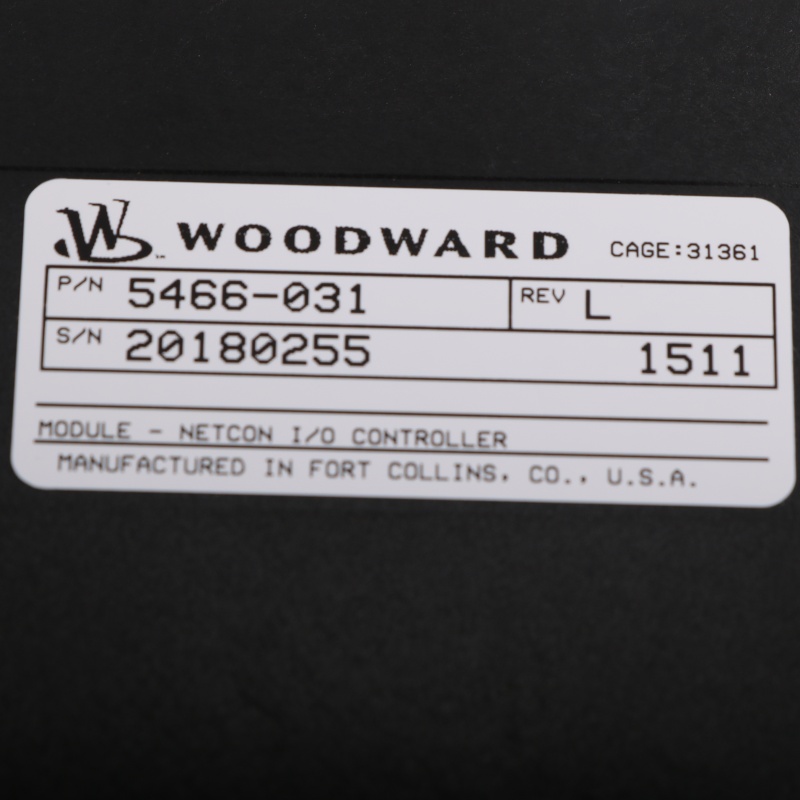 W WOODWARD CAGE:31361
P/N 5466-031 REV L
S/N 20180255 1511
MODULE - NETCON I/O CONTROLLER
MANUFACTURED IN FORT COLLINS, CO., U.S.A.